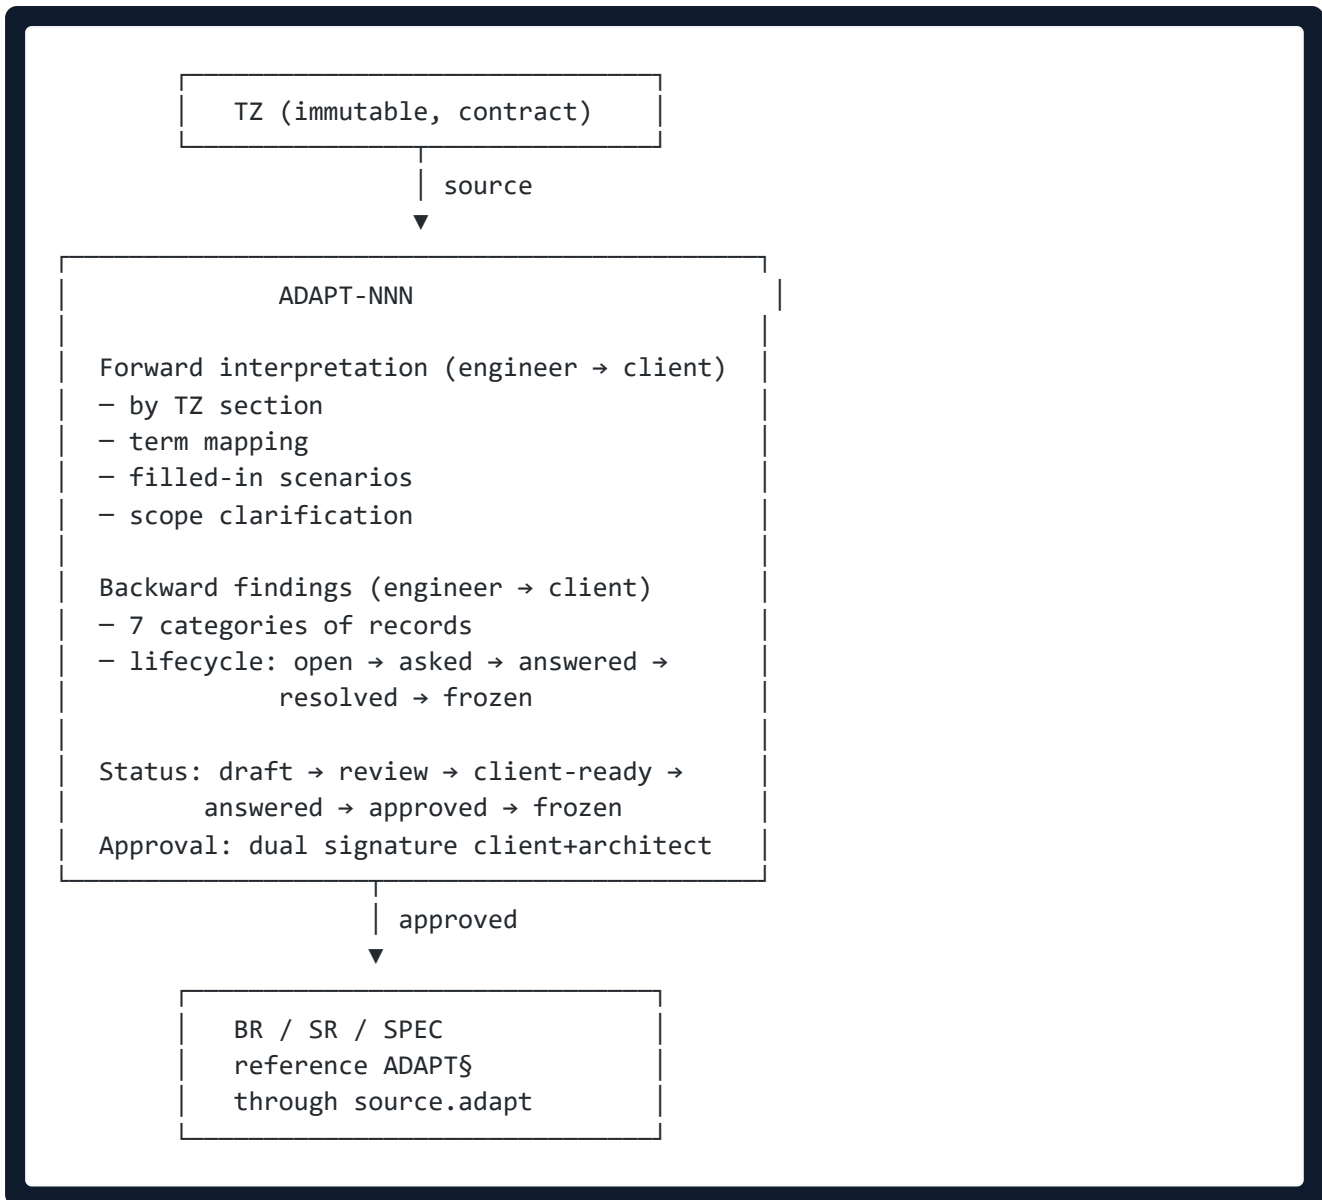 TZ (immutable, contract)
source
▼
ADAPT-NNN
Forward interpretation (engineer → client)
— by TZ section
— term mapping
— filled-in scenarios
— scope clarification
Backward findings (engineer → client)
— 7 categories of records
— lifecycle: open → asked → answered →
resolved → frozen
Status: draft → review → client-ready →
answered → approved → frozen
Approval: dual signature client+architect
approved
▼
BR / SR / SPEC
reference ADAPT§
through source.adapt